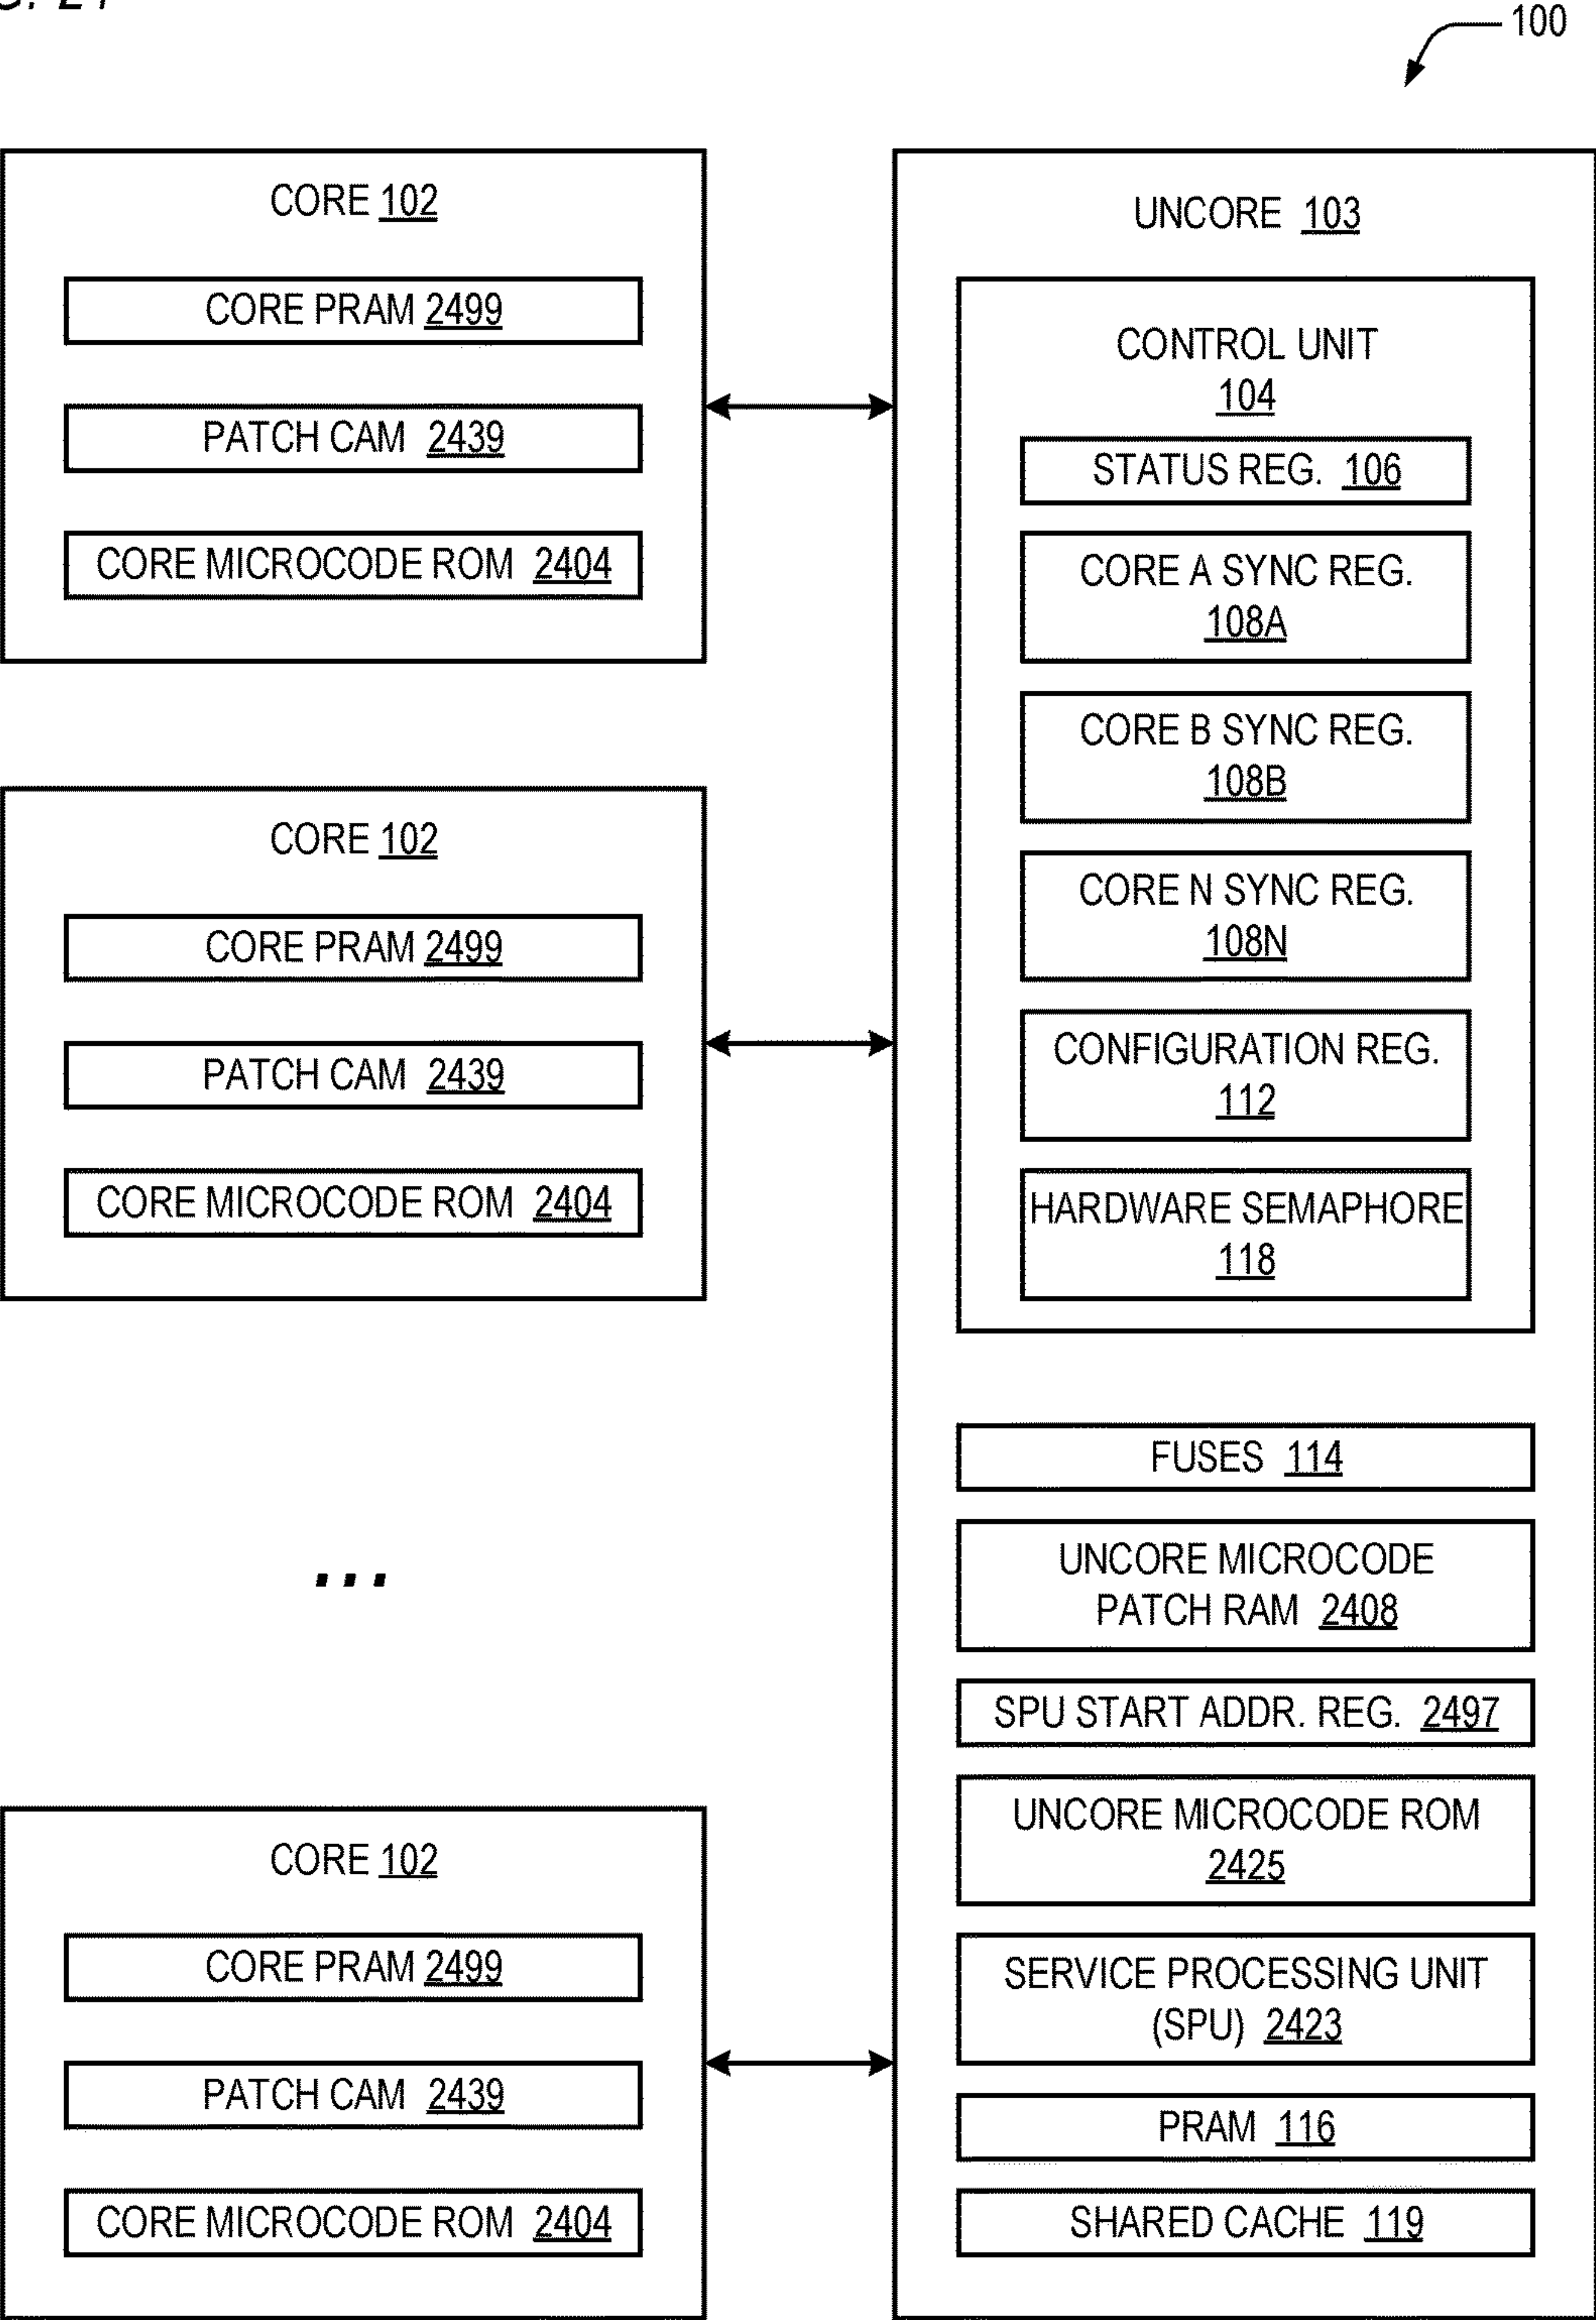 100
CORE 102
CORE PRAM 2499
PATCH CAM 2439
CORE MICROCODE ROM 2404
CORE 102
CORE PRAM 2499
PATCH CAM 2439
CORE MICROCODE ROM 2404
...
CORE 102
CORE PRAM 2499
PATCH CAM 2439
CORE MICROCODE ROM 2404
UNCORE 103
CONTROL UNIT
104
STATUS REG. 106
CORE A SYNC REG.
108A
CORE B SYNC REG.
108B
CORE N SYNC REG.
108N
CONFIGURATION REG.
112
HARDWARE SEMAPHORE
118
FUSES 114
UNCORE MICROCODE
PATCH RAM 2408
SPU START ADDR. REG. 2497
UNCORE MICROCODE ROM
2425
SERVICE PROCESSING UNIT
(SPU) 2423
PRAM 116
SHARED CACHE 119